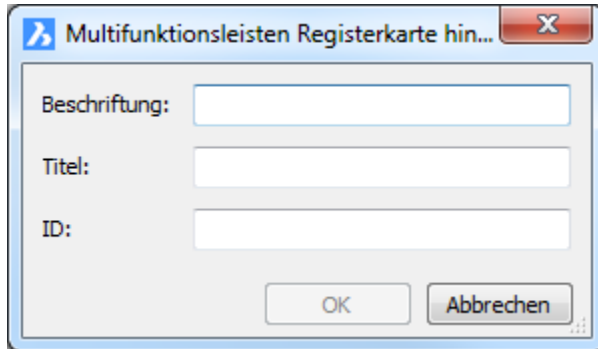 Multifunktionsleisten Registerkarte hin...
Beschriftung:
Titel:
ID:
OK Abbrechen